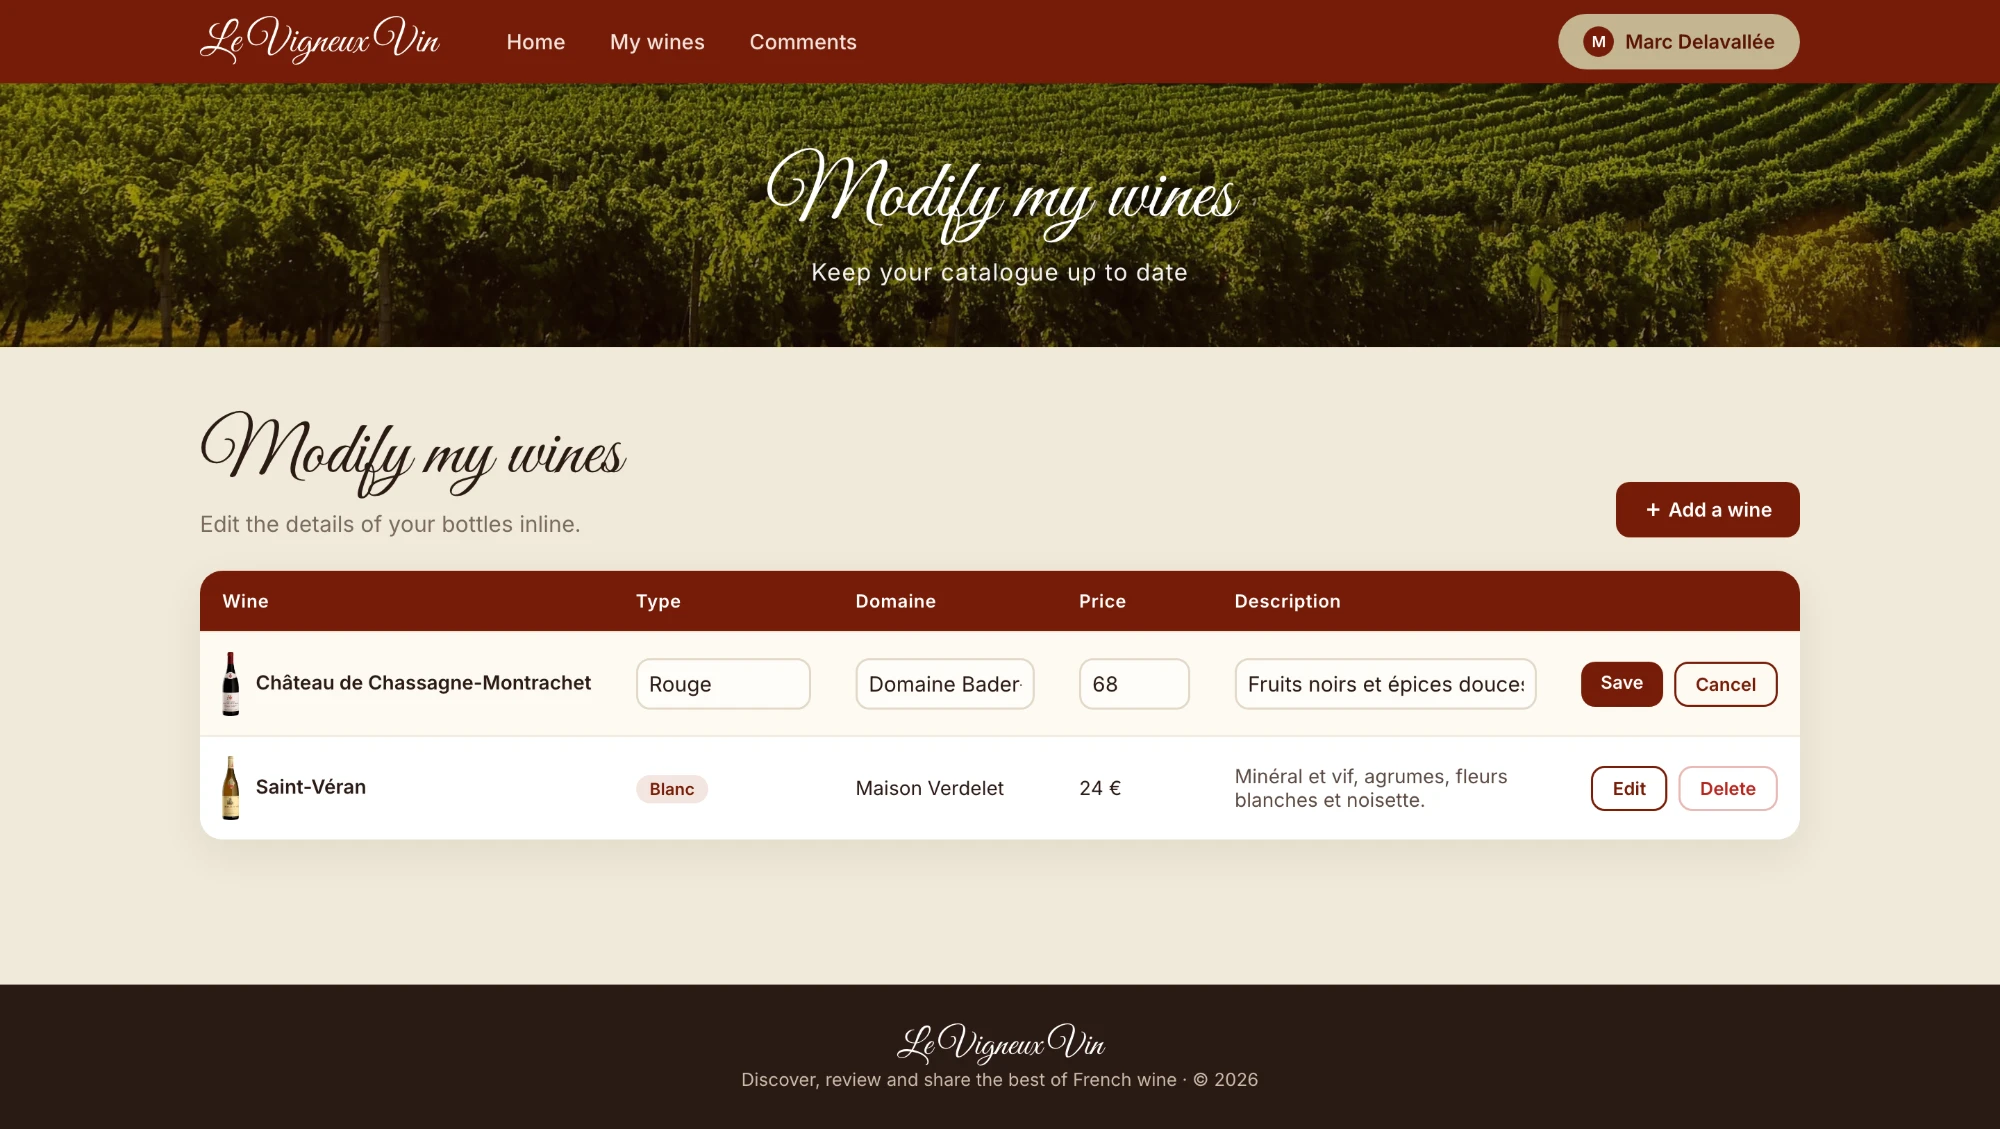 Le Vigneux Vin
Home
My wines
Comments
M
Marc Delavallée
Modify my wines
Keep your catalogue up to date
Modify my wines
Edit the details of your bottles inline.
+ Add a wine
Wine
Type
Domaine
Price
Description
Château de Chassagne-Montrachet
Rouge
Domaine Bader-
68
Fruits noirs et épices douces
Save
Cancel
Saint-Véran
Blanc
Maison Verdelet
24 €
Minéral et vif, agrumes, fleurs
blanches et noisette.
Edit
Delete
Le Vigneux Vin
Discover, review and share the best of French wine · © 2026